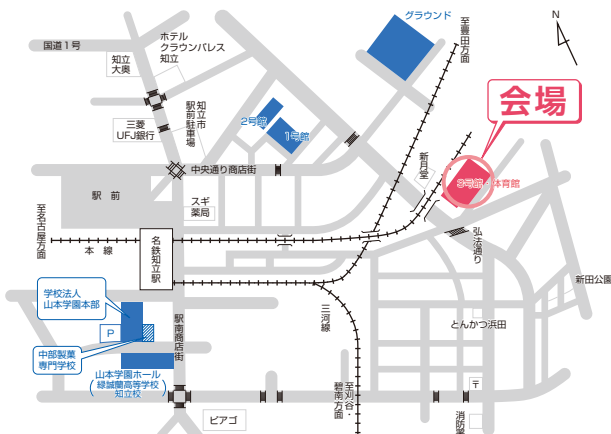 グラウンド
N
国道1号
ホテル
クラウンパレス
知立
知立
大奥
至豊田方面
会場
三菱
UFJ銀行
知立市
駅前駐車場
2号館
1号館
中央通り商店街
新月堂
3号館・体育館
駅前
スギ
薬局
至名古屋方面
本線
名鉄知立駅
弘法通り
新田公園
学校法人
山本学園本部
P
中部製菓
専門学校
駅南商店街
三河線
とんかつ浜田
山本学園ホール
緑誠蘭高等学校
知立校
至刈谷・
碧南方面
〒
ピアゴ
消防署